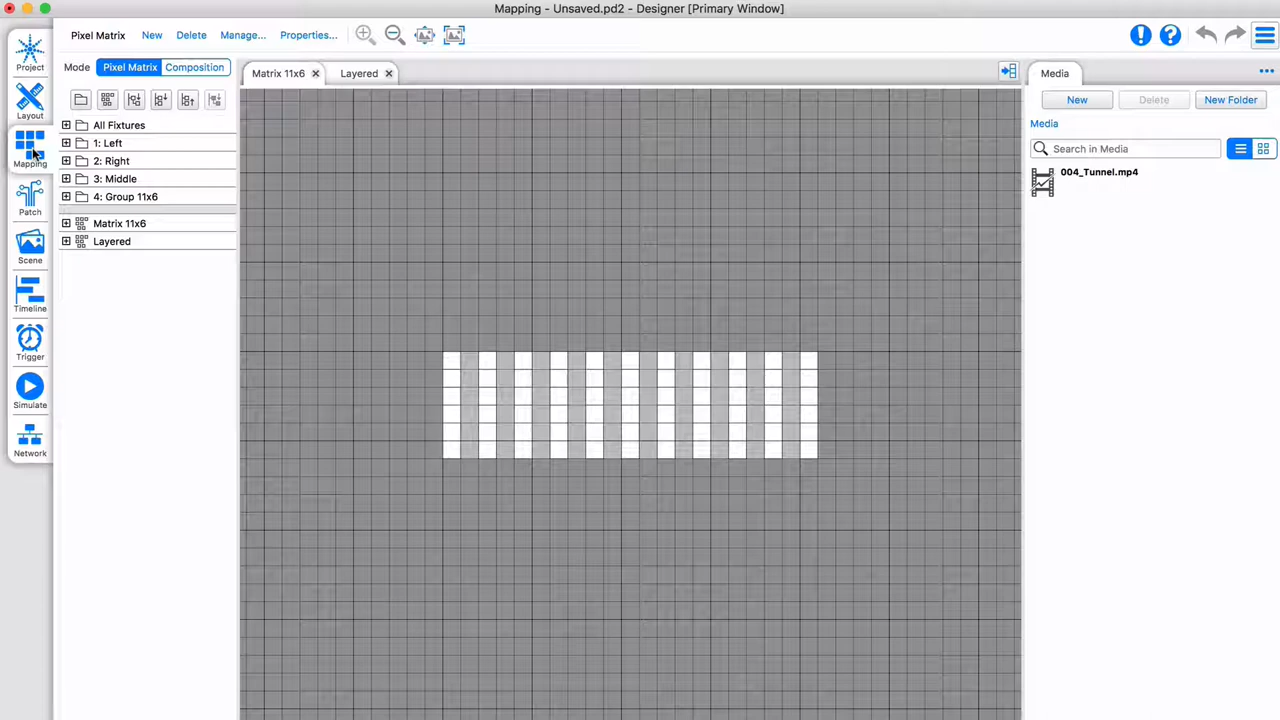 Mapping - Unsaved.pd2 - Designer [Primary Window]
Project
Layout
Mapping
Patch
Scene
Timeline
Trigger
Simulate
Network
Pixel Matrix New Delete Manage... Properties...
Mode Pixel Matrix Composition
All Fixtures
1: Left
2: Right
3: Middle
4: Group 11x6
Matrix 11x6
Layered
Matrix 11x6 Layered
Media
New Delete New Folder
Media
Search in Media
004_Tunnel.mp4